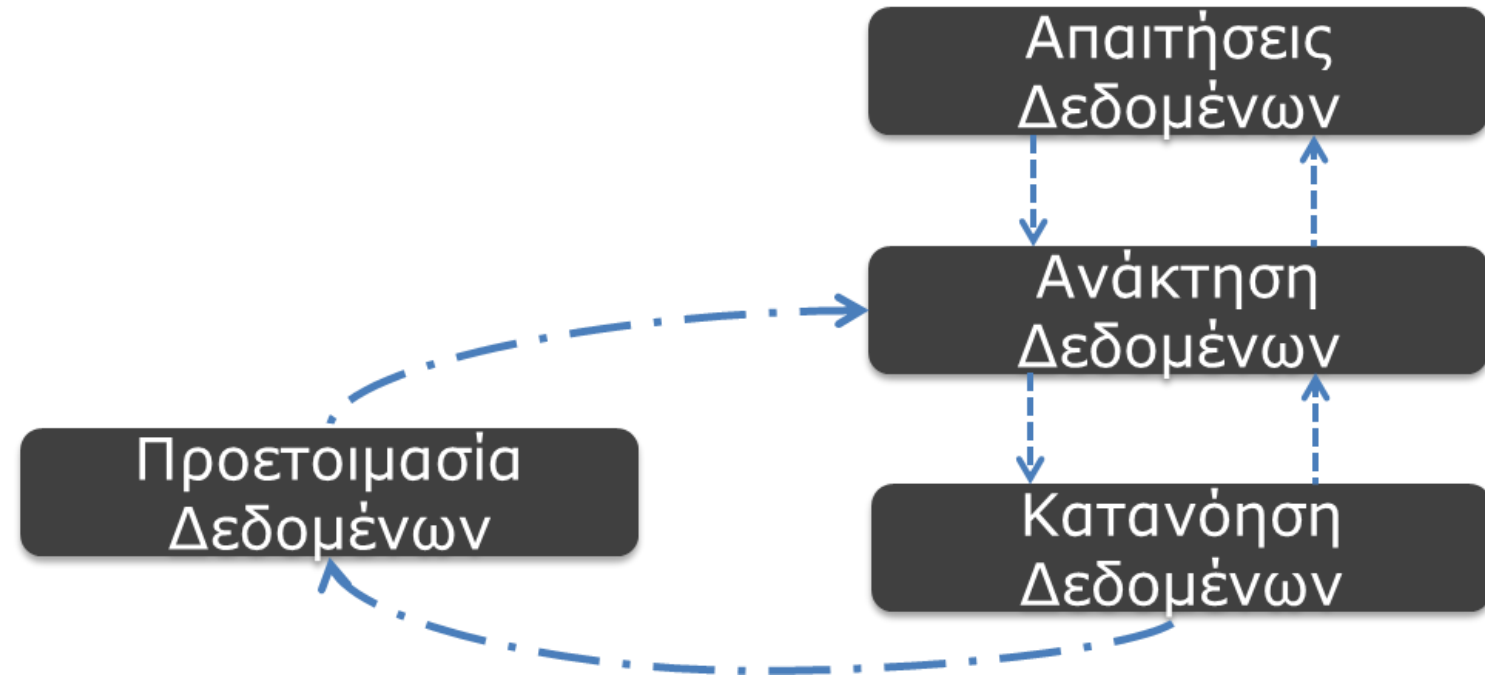 Απαιτήσεις
Δεδομένων
Ανάκτηση
Δεδομένων
Προετοιμασία
Δεδομένων
Κατανόηση
Δεδομένων